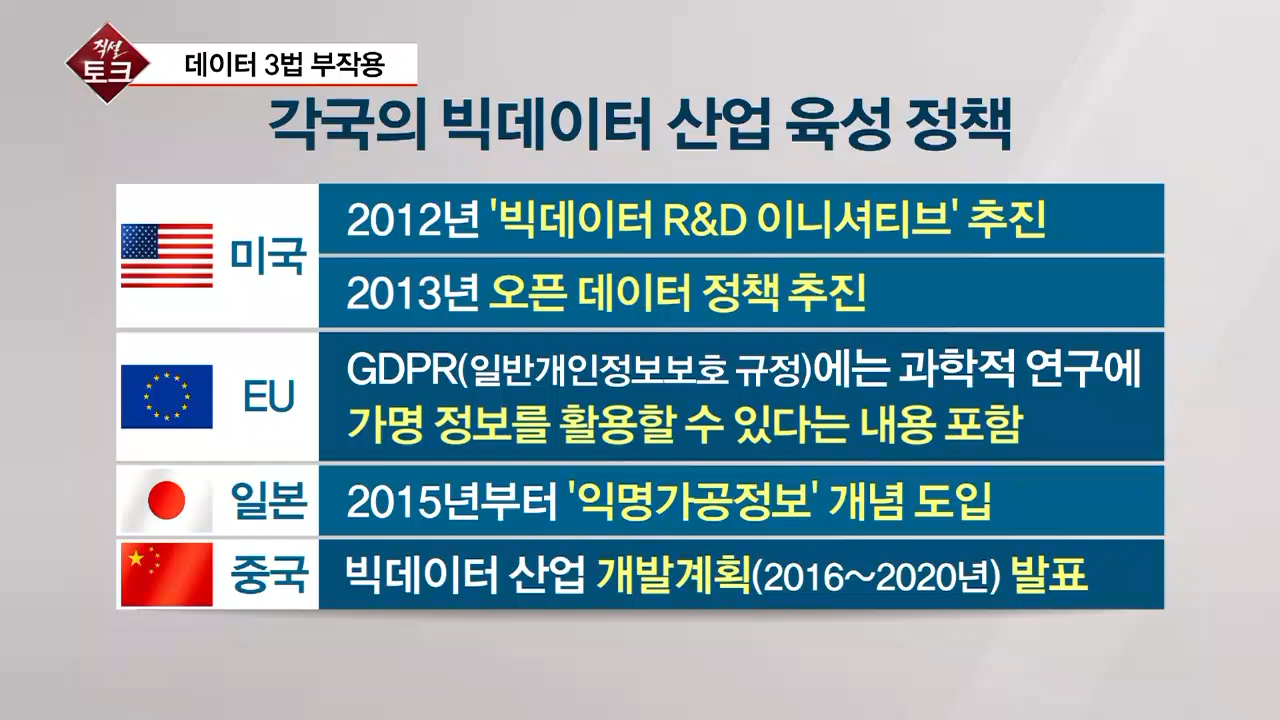 직설
토크
데이터 3법 부작용
각국의 빅데이터 산업 육성 정책
미국
2012년 '빅데이터 R&D 이니셔티브' 추진
2013년 오픈 데이터 정책 추진
EU
GDPR(일반개인정보보호 규정)에는 과학적 연구에
가명 정보를 활용할 수 있다는 내용 포함
일본
2015년부터 '익명가공정보' 개념 도입
중국
빅데이터 산업 개발계획(2016~2020년) 발표